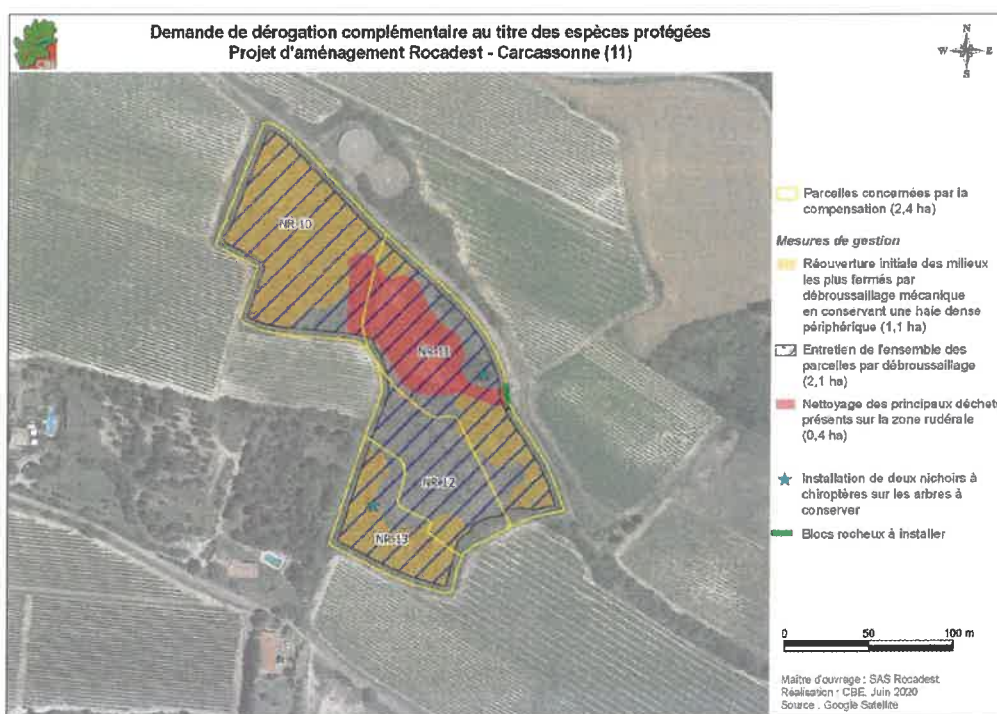 Demande de dérogation complémentaire au titre des espèces protégées
Projet d'aménagement Rocadest - Carcassonne (11)
N
W E
S
Parcelles concernées par la
compensation (2,4 ha)
Mesures de gestion
Réouverture initiale des milieux
les plus fermés par
débroussaillage mécanique
en conservant une haie dense
périphérique (1,1 ha)
Entretien de l'ensemble des
parcelles par débroussaillage
(2,1 ha)
Nettoyage des principaux déchets
présents sur la zone rudérale
(0,4 ha)
Installation de deux nichoirs à
chiroptères sur les arbres à
conserver
Blocs rocheux à installer
NR-10
NR-11
NR-12
NR-13
0 50 100 m
Maître d'ouvrage : SAS Rocadest
Réalisation : CBE, Juin 2020
Source : Google Satellite